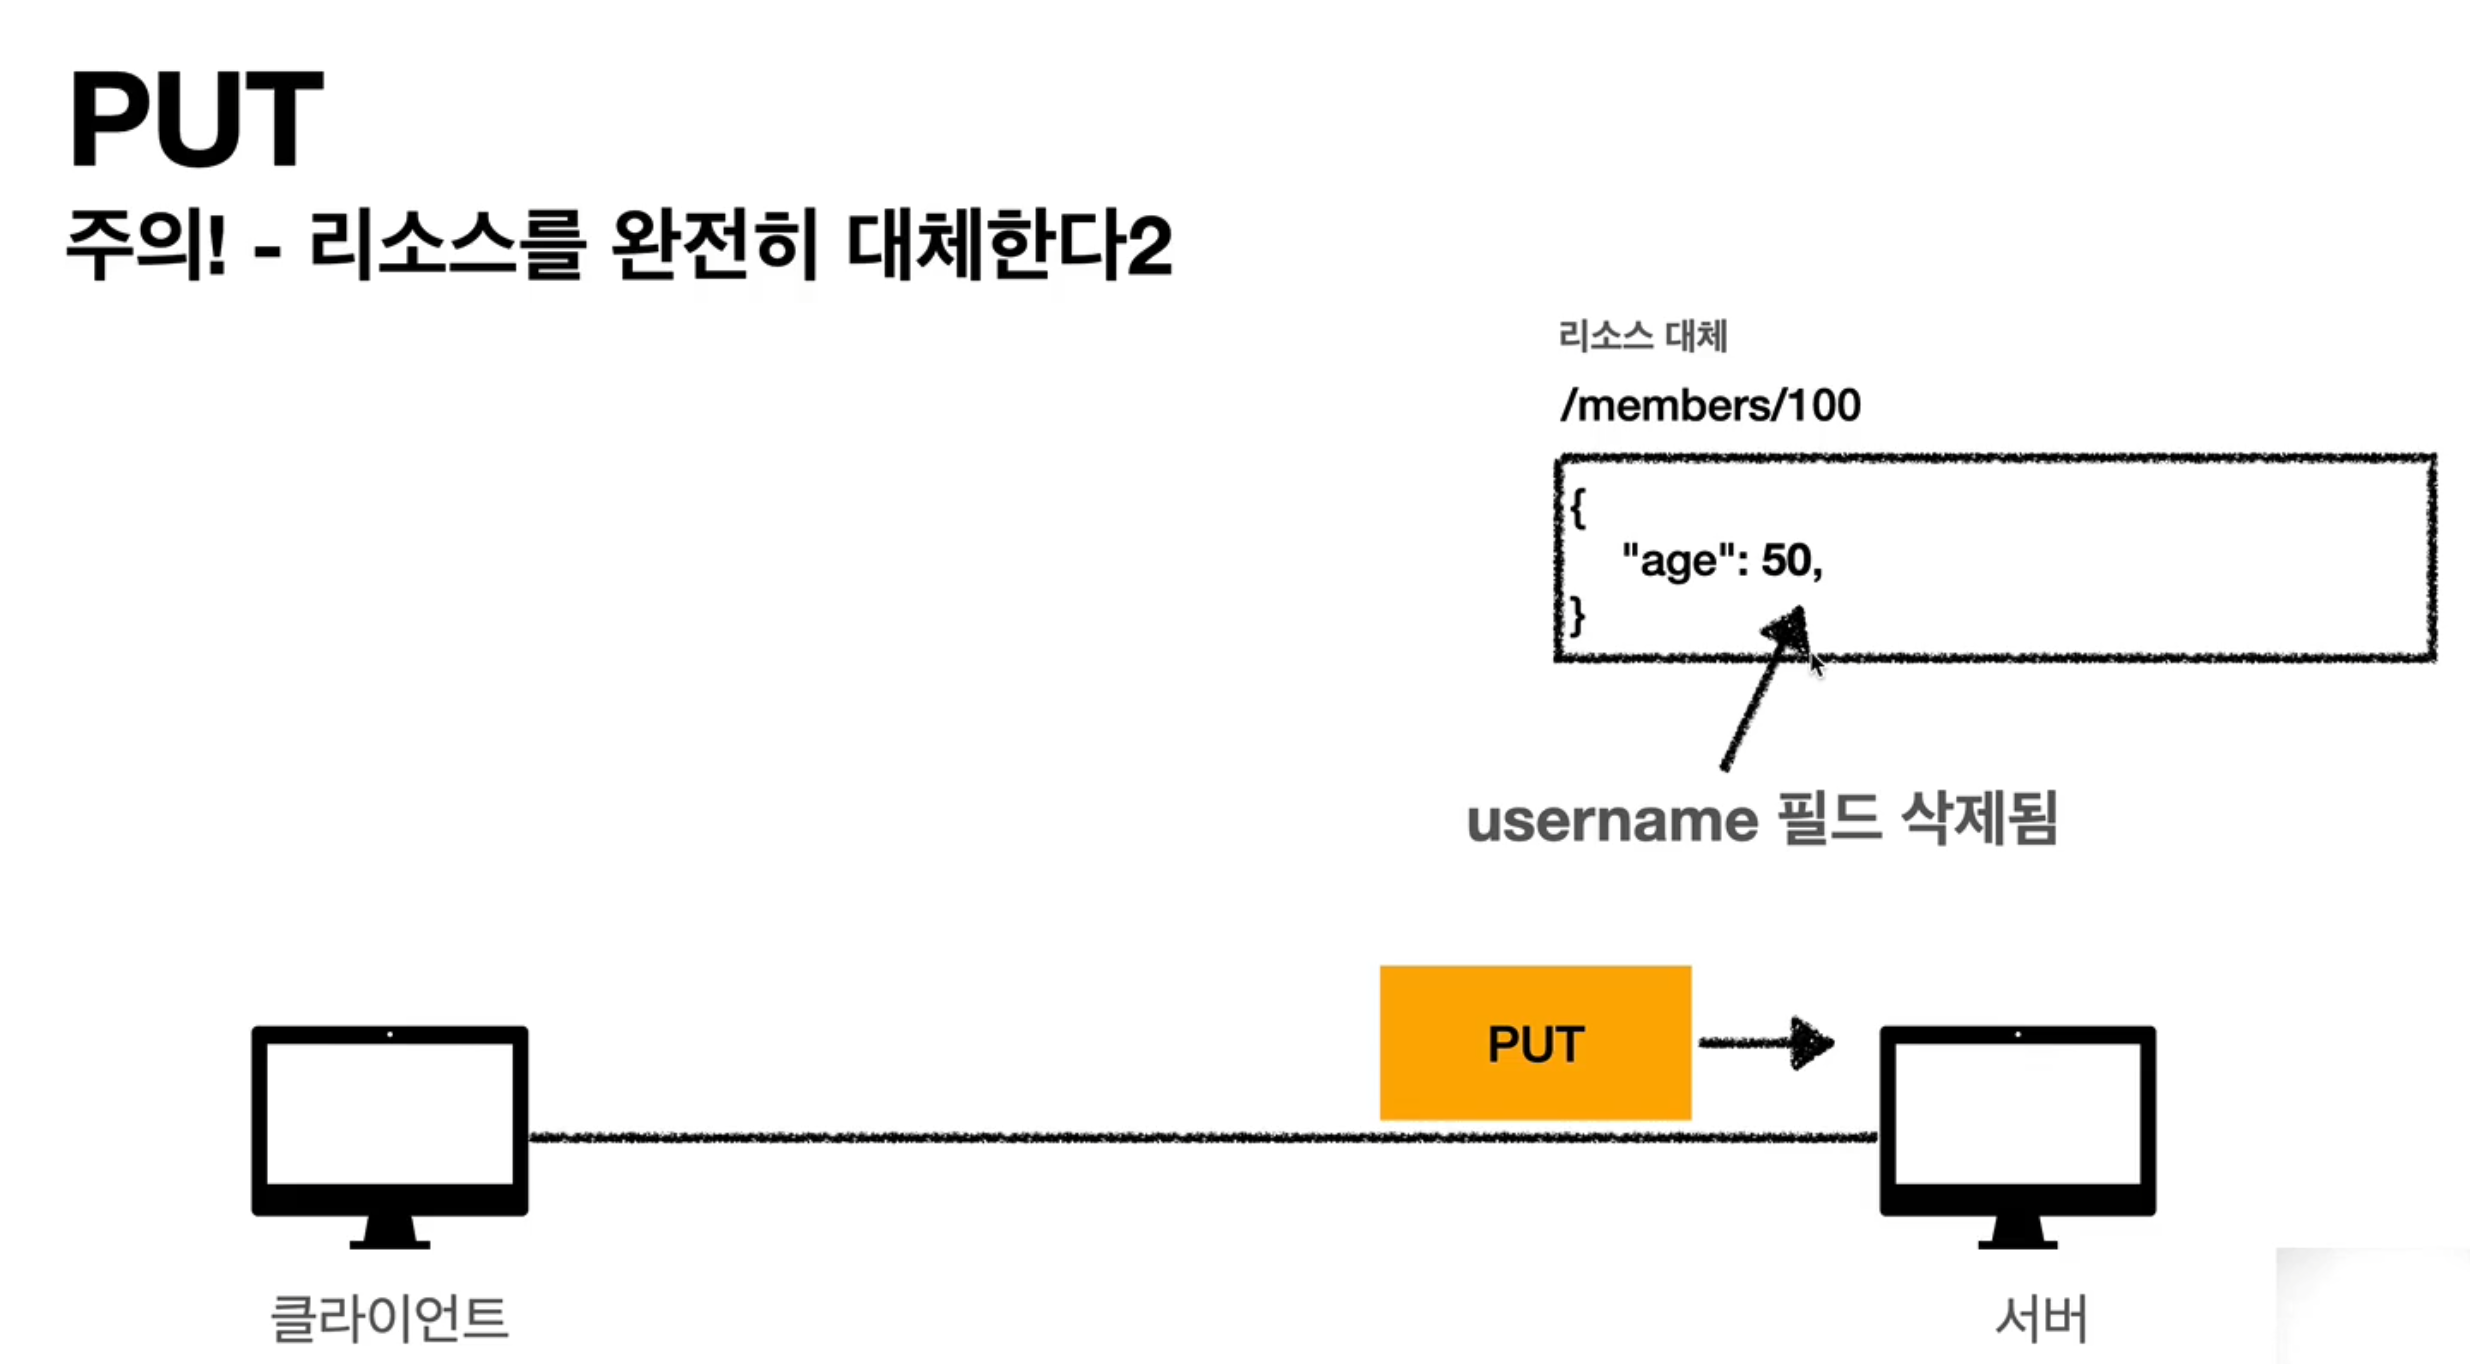 PUT
주의! - 리소스를 완전히 대체한다2
리소스 대체
/members/100
{
"age": 50,
}
username 필드 삭제됨
PUT
클라이언트
서버